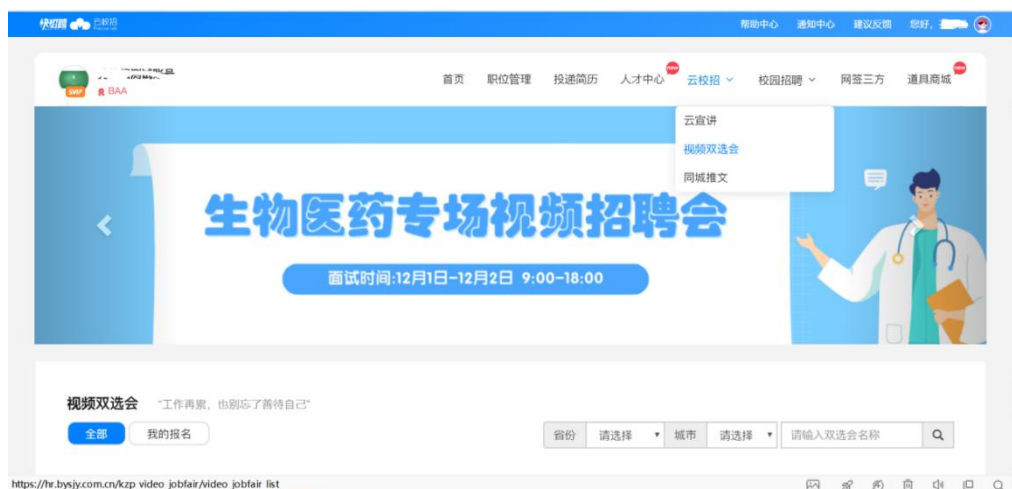 快招聘 云校招
帮助中心 通知中心 建议反馈 您好,
BAA
首页 职位管理 投递简历 人才中心 new 云校招 校园招聘 网签三方 道具商城 new
云宣讲
视频双选会
同城推文
生物医药专场视频招聘会
面试时间:12月1日-12月2日 9:00-18:00
视频双选会 “工作再累,也别忘了善待自己”
全部 我的报名 省份 请选择 城市 请选择 请输入双选会名称
https://hr.bysjy.com.cn/kzp_video_jobfair/video_jobfair_list